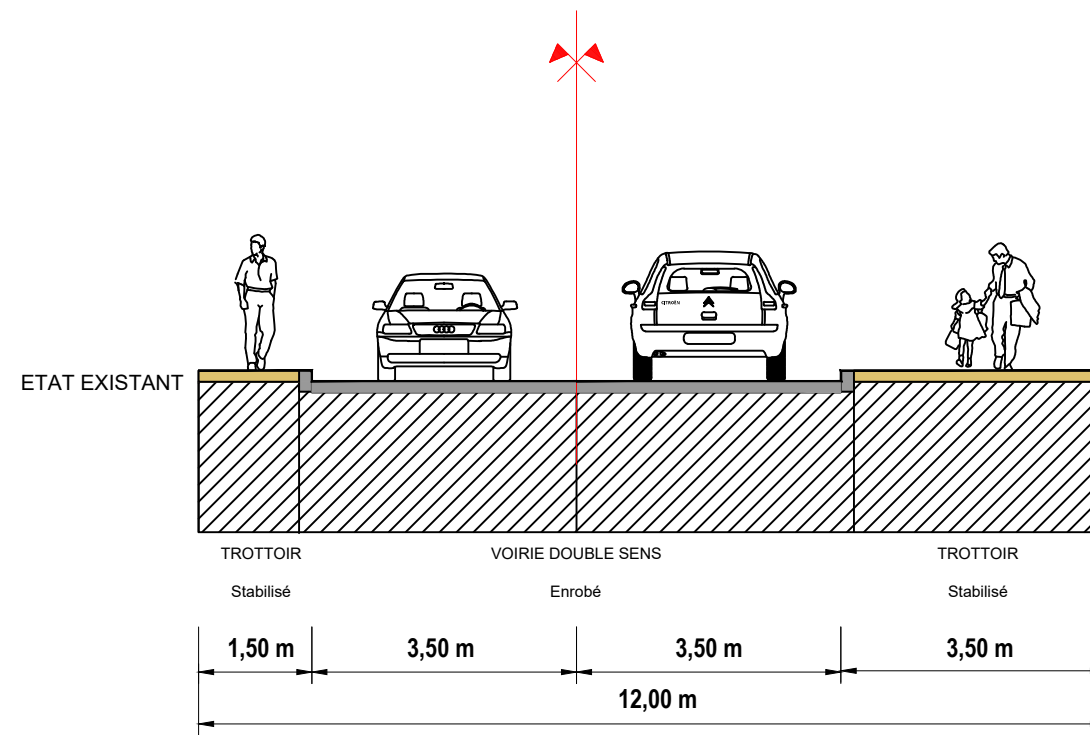 CITROËN
ETAT EXISTANT
TROTTOIR
VOIRIE DOUBLE SENS
TROTTOIR
Stabilisé
Enrobé
Stabilisé
1,50 m
3,50 m
3,50 m
3,50 m
12,00 m